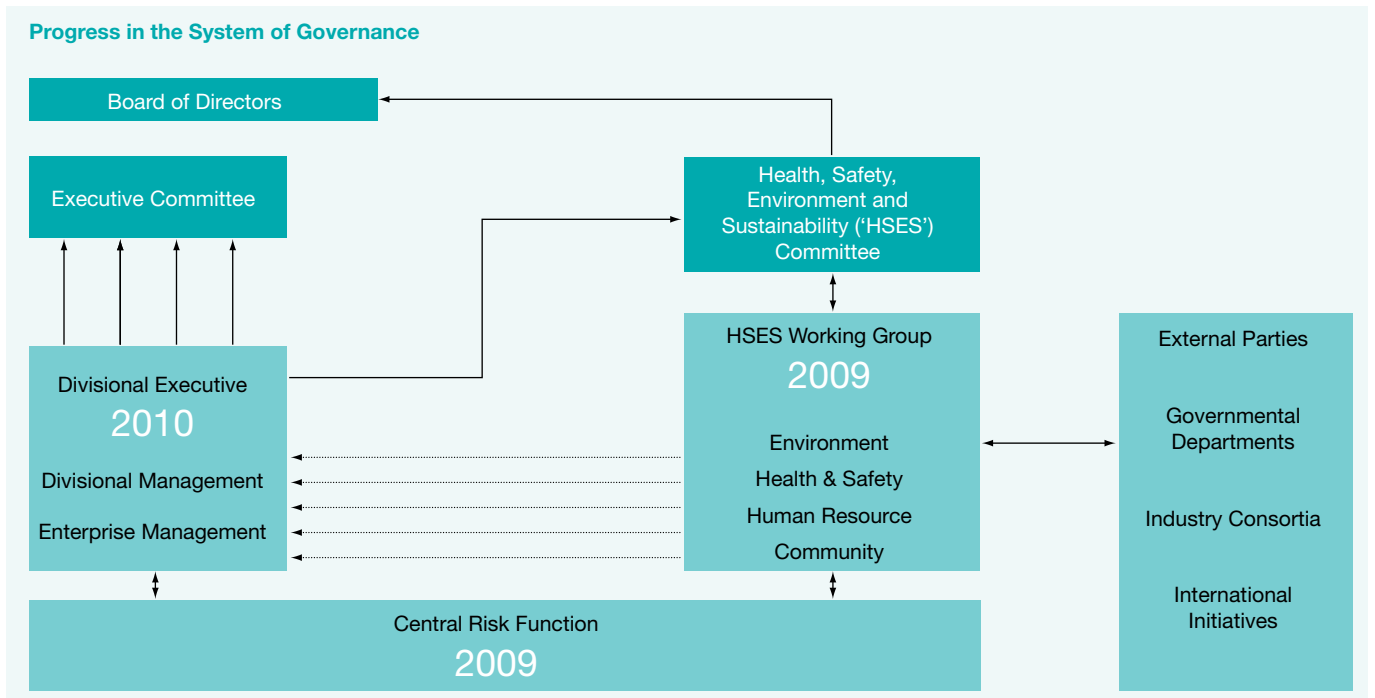 Progress in the System of Governance
Board of Directors
Executive Committee
Health, Safety,
Environment and
Sustainability (‘HSES’)
Committee
Divisional Executive
2010
Divisional Management
Enterprise Management
HSES Working Group
2009
Environment
Health & Safety
Human Resource
Community
External Parties
Governmental
Departments
Industry Consortia
International
Initiatives
Central Risk Function
2009